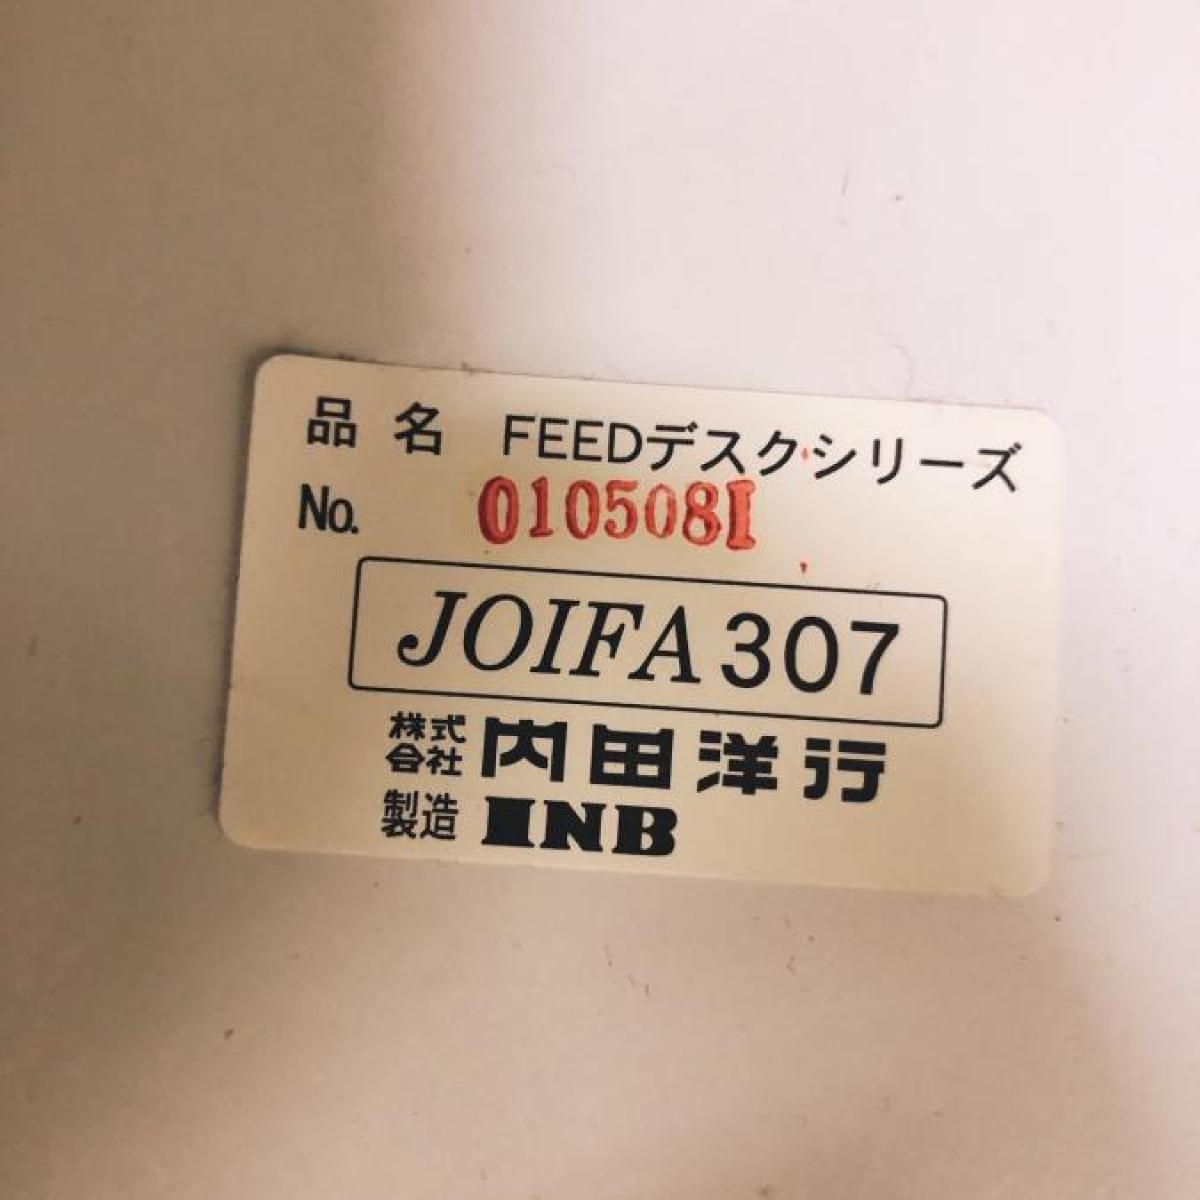 品名 FEEDデスクシリーズ
No. 010508I
JOIFA 307
株式会社 内田洋行
製造 INB